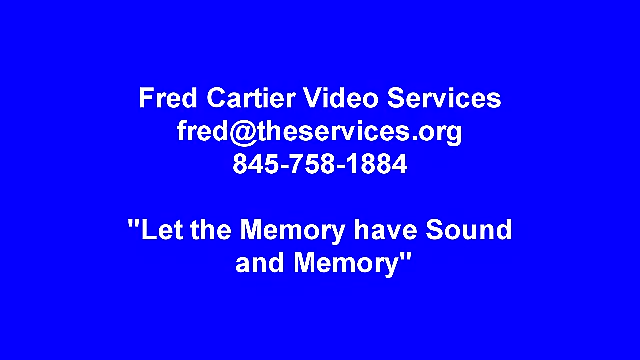 Fred Cartier Video Services
fred@theservices.org
845-758-1884
"Let the Memory have Sound
and Memory"